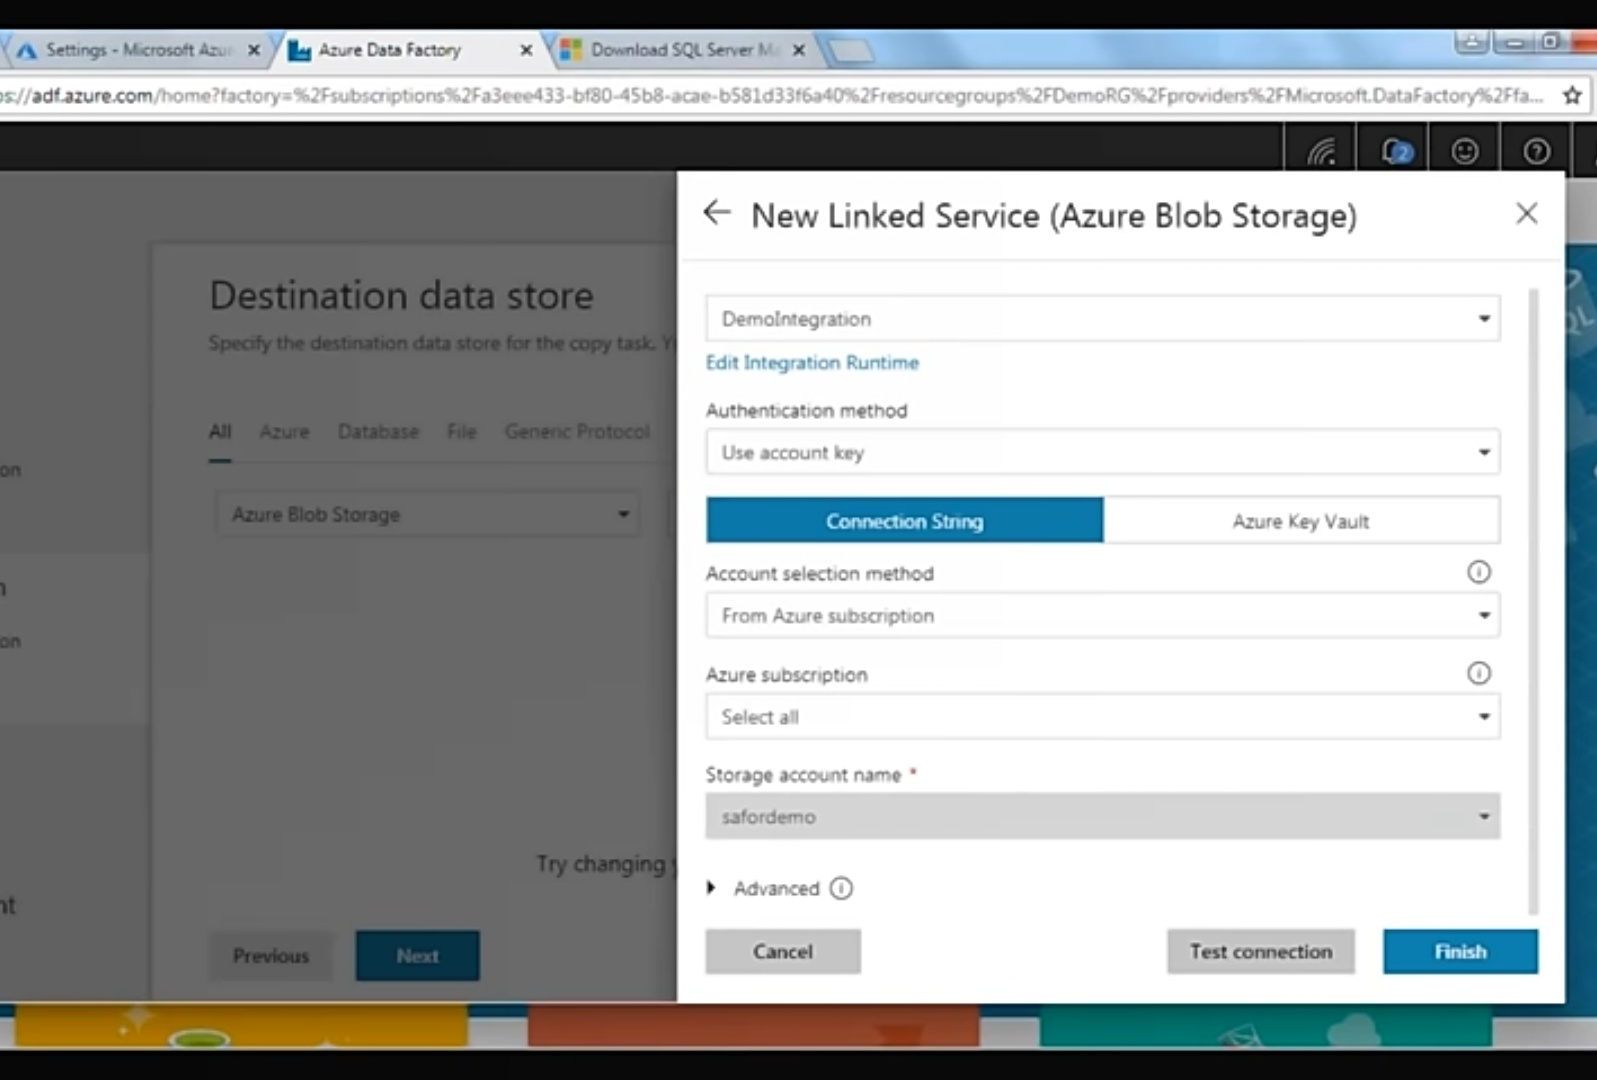 Settings - Microsoft Azur
Azure Data Factory
Download SQL Server M
ps://adf.azure.com/home?factory=%2Fsubscriptions%2Fa3eee433-bf80-45b8-acae-b581d33f6a40%2Fresourcegroups%2FDemoRG%2Fproviders%2FMicrosoft.DataFactory%2Ffa...
2
New Linked Service (Azure Blob Storage)
Destination data store
Specify the destination data store for the copy task. Y
All Azure Database File Generic Protocol
Azure Blob Storage
Try changing
Previous Next
on
on
nt
DemoIntegration
Edit Integration Runtime
Authentication method
Use account key
Connection String Azure Key Vault
Account selection method
From Azure subscription
Azure subscription
Select all
Storage account name *
safordemo
Advanced
Cancel Test connection Finish